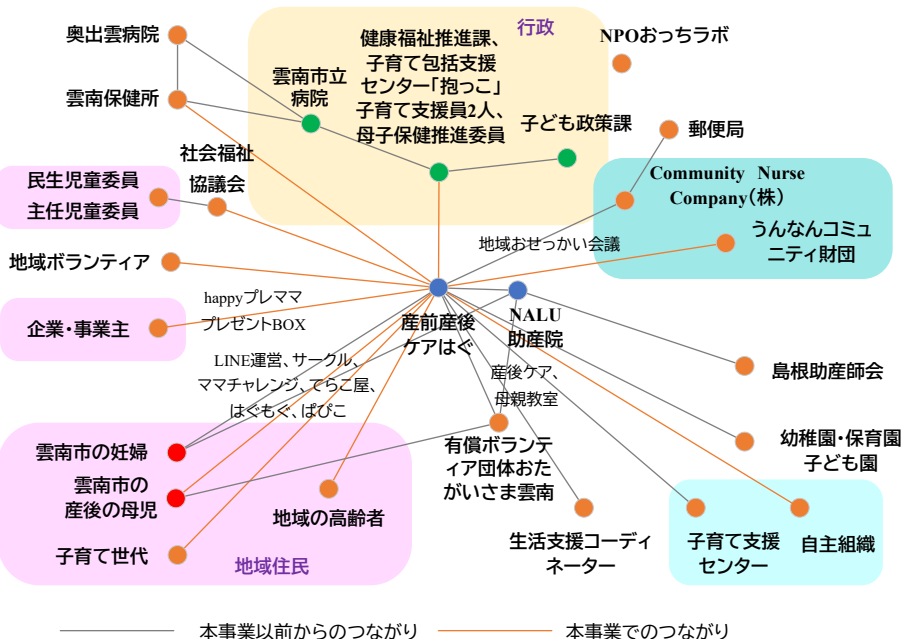 奥出雲病院
雲南保健所
行政
雲南市立
病院
健康福祉推進課、
子育て包括支援
センター「抱っこ」
子育て支援員2人、
母子保健推進委員
子ども政策課
NPOおっちラボ
郵便局
民生児童委員
主任児童委員
社会福祉
協議会
Community Nurse
Company(株)
うんなんコミュ
ニティ財団
地域おせっかい会議
地域ボランティア
企業・事業主
happyプレママ
プレゼントBOX
産前産後
ケアはぐ
NALU
助産院
LINE運営、サークル、
ママチャレンジ、てらこ屋、
はぐもぐ、ぱぴこ
産後ケア、
母親教室
島根助産師会
雲南市の妊婦
雲南市の
産後の母児
子育て世代
地域の高齢者
地域住民
有償ボランテ
ィア団体おた
がいさま雲南
幼稚園・保育園
子ども園
生活支援コーディ
ネーター
子育て支援
センター
自主組織
本事業以前からのつながり
本事業でのつながり